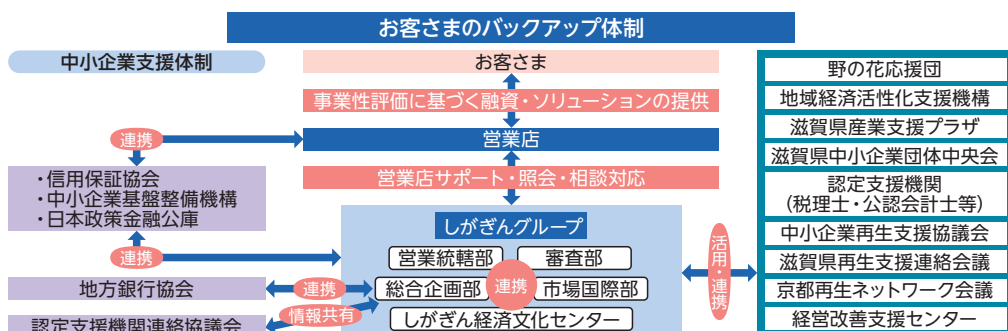 お客さまのバックアップ体制
中小企業支援体制
お客さま
事業性評価に基づく融資・ソリューションの提供
連携
営業店
営業店サポート・照会・相談対応
・信用保証協会
・中小企業基盤整備機構
・日本政策金融公庫
連携
地方銀行協会
連携
情報共有
認定支援機関連絡協議会
しがぎんグループ
営業統轄部
審査部
総合企画部
連携
市場国際部
しがぎん経済文化センター
活用・連携
野の花応援団
地域経済活性化支援機構
滋賀県産業支援プラザ
滋賀県中小企業団体中央会
認定支援機関
(税理士・公認会計士等)
中小企業再生支援協議会
滋賀県再生支援連絡会議
京都再生ネットワーク会議
経営改善支援センター